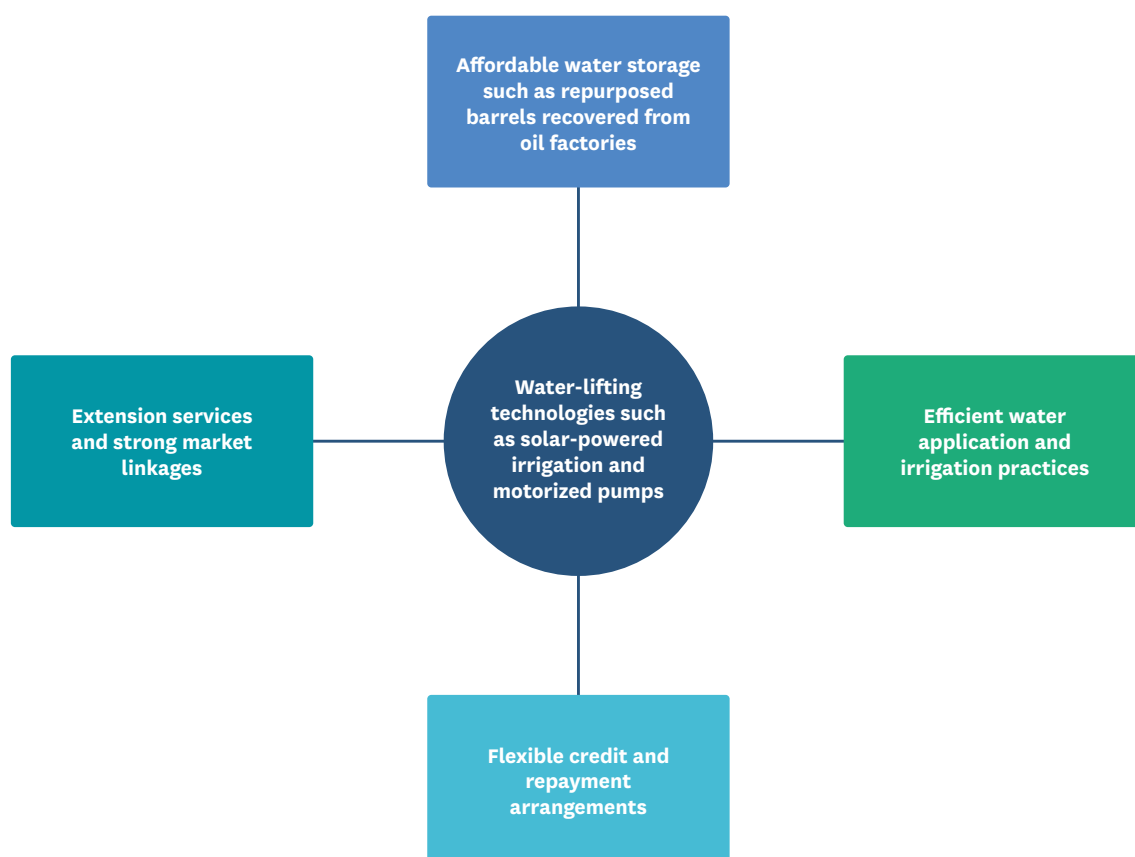 Affordable water storage
such as repurposed
barrels recovered from
oil factories
Extension services
and strong market
linkages
Water-lifting
technologies such
as solar-powered
irrigation and
motorized pumps
Efficient water
application and
irrigation practices
Flexible credit and
repayment
arrangements